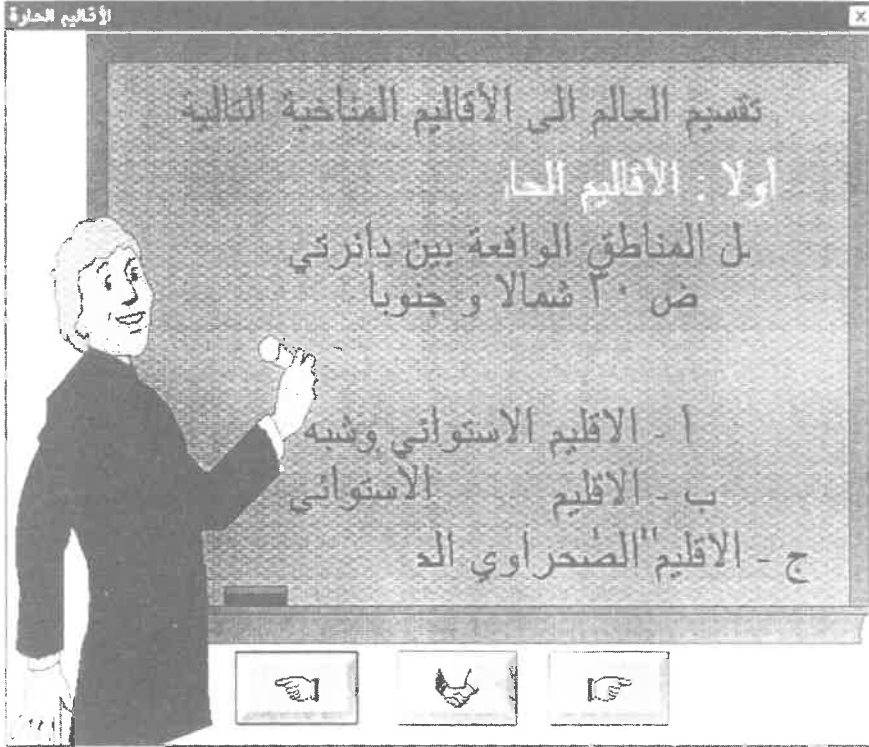 الأقاليم الحارة
تقسيم العالم الى الأقاليم المناخية التالية
أولا : الأقاليم الحار
ل المناطق الواقعة بين دائرتي
ض ٣٠ شمالا و جنوبا
أ - الاقليم الاستوائي وشبه
ب - الاقليم الاستوائي
ج - الاقليم "الصحراوي الد